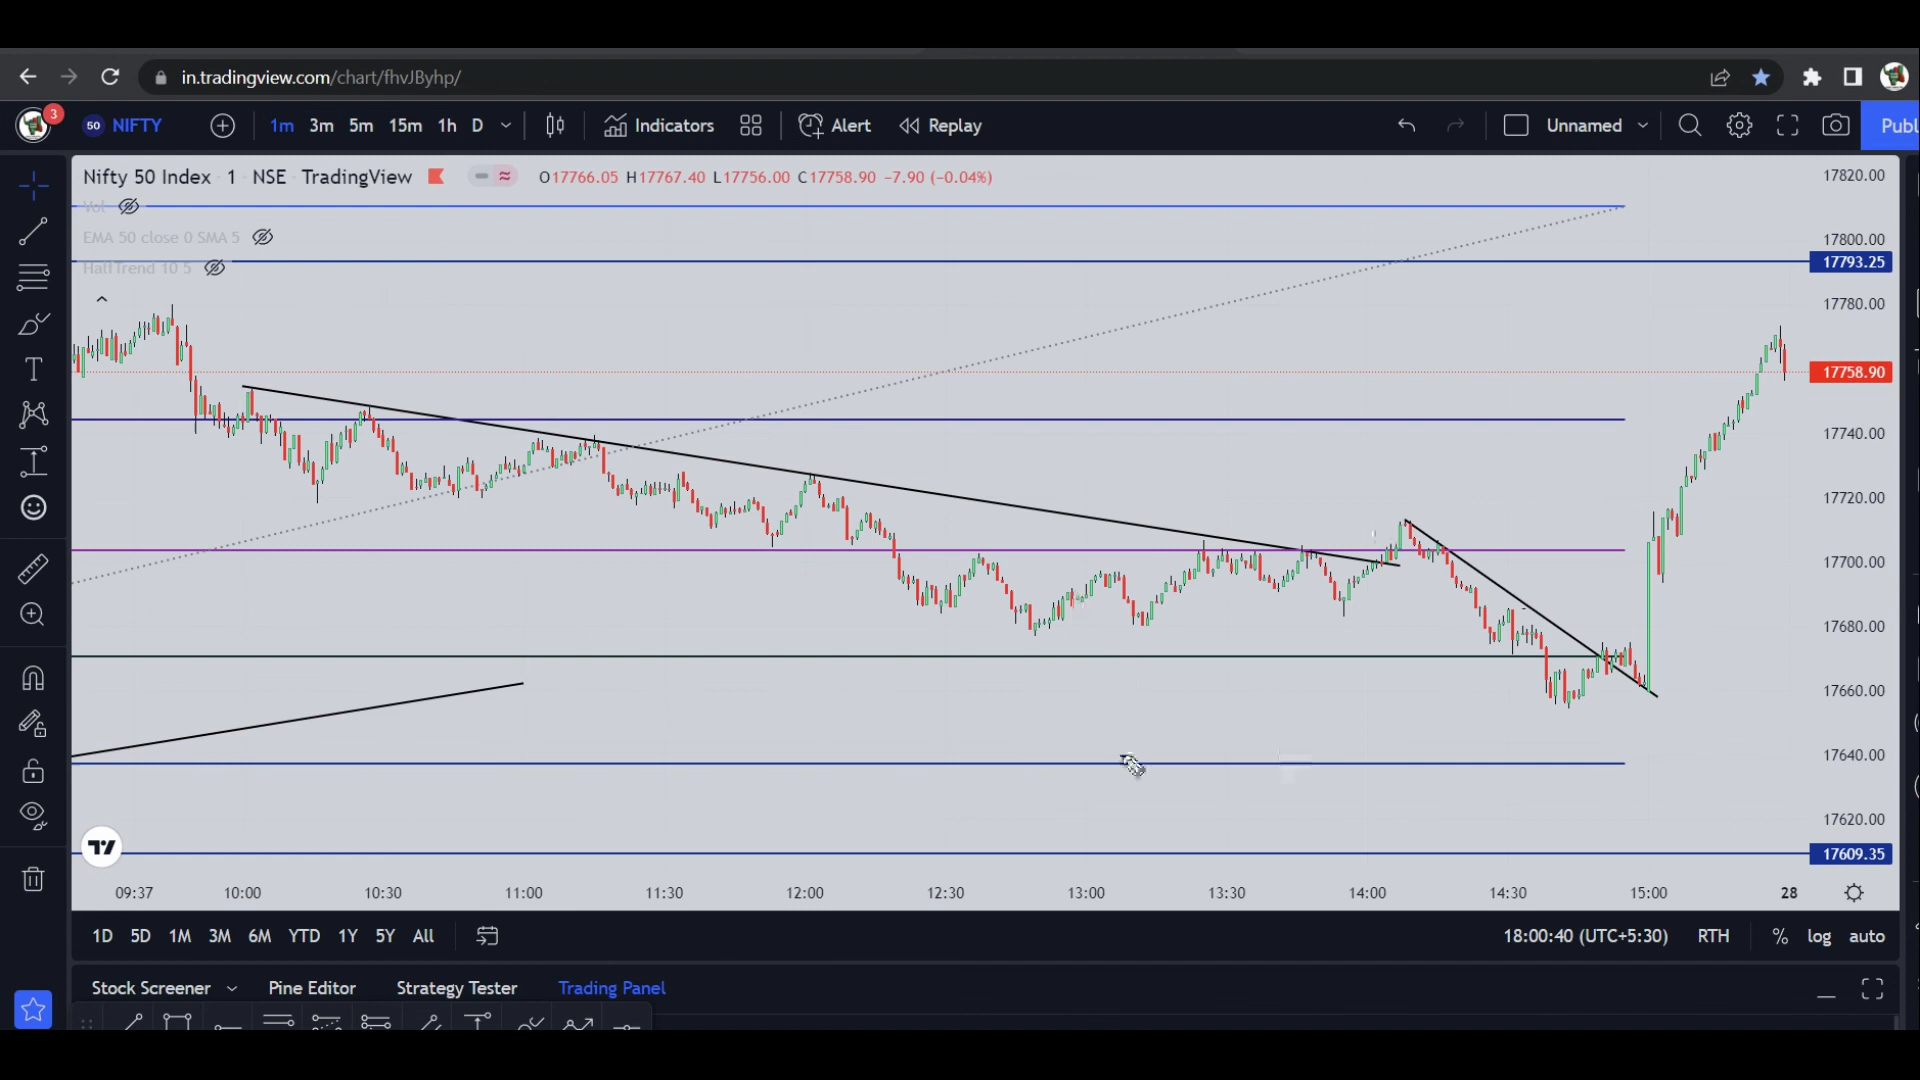 in.tradingview.com/chart/fhvJByhp/
3
50 NIFTY 1m 3m 5m 15m 1h D Indicators Alert Replay Unnamed Publ
Nifty 50 Index 1 NSE TradingView O17766.05 H17767.40 L17756.00 C17758.90 −7.90 (−0.04%)
Vol
EMA 50 close 0 SMA 5
HalfTrend 10 5
17820.00
17800.00
17793.25
17780.00
17758.90
17740.00
17720.00
17700.00
17680.00
17660.00
17640.00
17620.00
17609.35
09:37 10:00 10:30 11:00 11:30 12:00 12:30 13:00 13:30 14:00 14:30 15:00 28
1D 5D 1M 3M 6M YTD 1Y 5Y All 18:00:40 (UTC+5:30) RTH % log auto
Stock Screener Pine Editor Strategy Tester Trading Panel